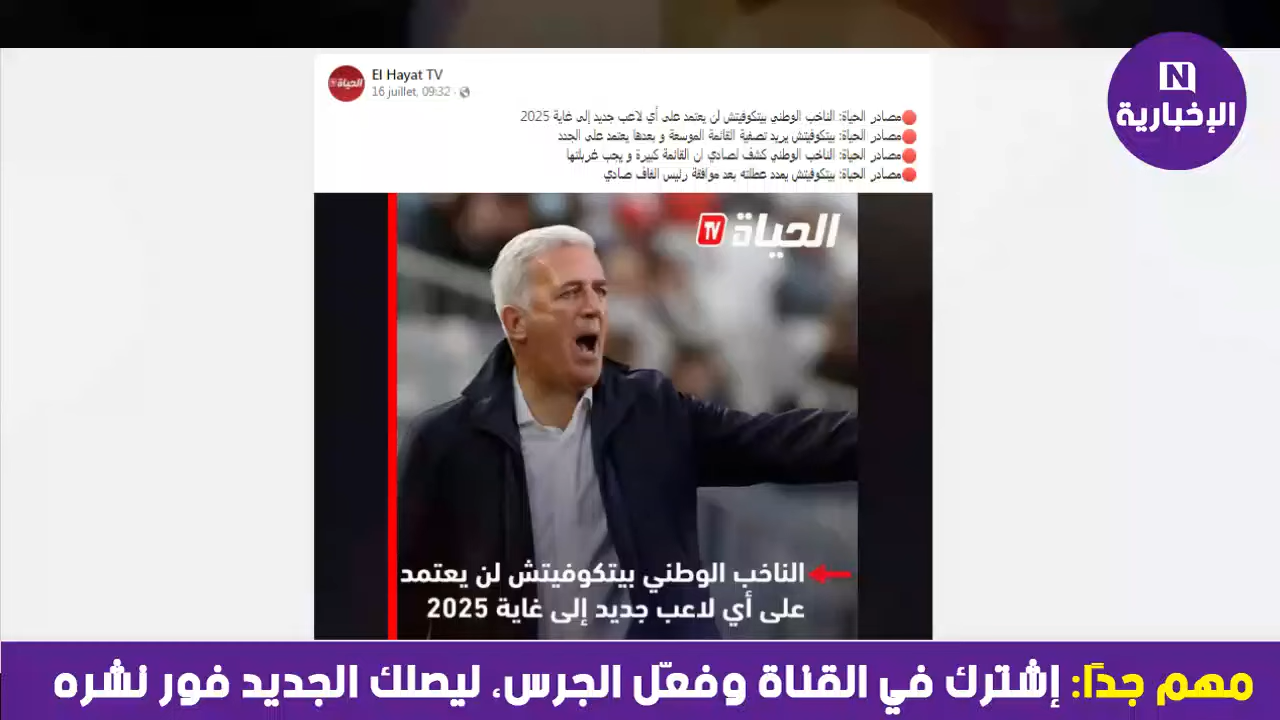 El Hayat TV
16 juillet, 09:32
مصادر الحياة: الناخب الوطني بيتكوفيتش لن يعتمد على أي لاعب جديد إلى غاية 2025
مصادر الحياة: بيتكوفيتش يريد تصفية القائمة الموسعة و بعدها يعتمد على الجدد
مصادر الحياة: الناخب الوطني كشف لصادي ان القائمة كبيرة و يجب غربلتها
مصادر الحياة: بيتكوفيتش يمدد عطلته بعد موافقة رئيس الفاف صادي
الحياة TV
الناخب الوطني بيتكوفيتش لن يعتمد
على أي لاعب جديد إلى غاية 2025
N
الإخبارية
مهم جدًا: إشترك في القناة وفعّل الجرس، ليصلك الجديد فور نشره